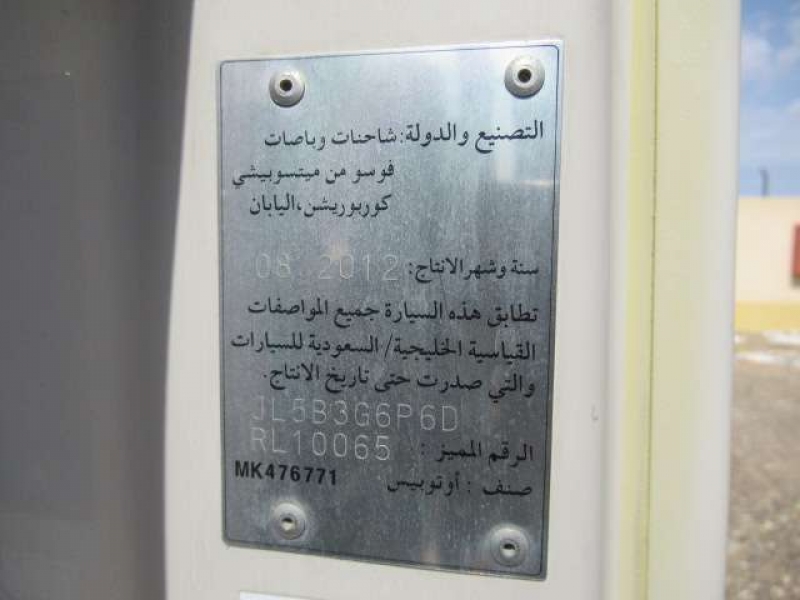 التصنيع والدولة: شاحنات وباصات
فوسو من ميتسوبيشي
كوربوريشن، اليابان
سنة وشهر الانتاج: 08 2012
تطابق هذه السيارة جميع المواصفات
القياسية الخليجية/ السعودية للسيارات
والتي صدرت حتى تاريخ الانتاج.
JL5B3G6P6D
الرقم المميز : RL10065
صنف : أوتوبيس MK476771